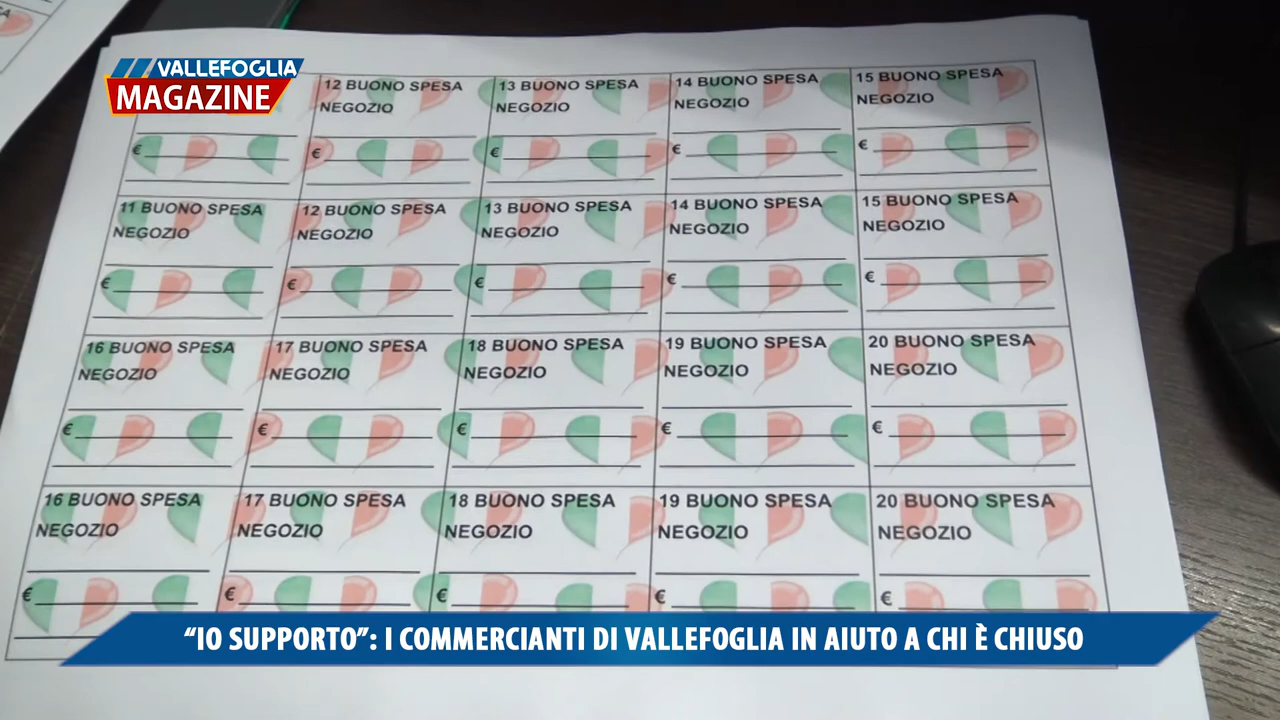 VALLEFOGLIA
MAGAZINE
12 BUONO SPESA
NEGOZIO
€
13 BUONO SPESA
NEGOZIO
€
14 BUONO SPESA
NEGOZIO
€
15 BUONO SPESA
NEGOZIO
€
€
11 BUONO SPESA
NEGOZIO
€
12 BUONO SPESA
NEGOZIO
€
13 BUONO SPESA
NEGOZIO
€
14 BUONO SPESA
NEGOZIO
€
15 BUONO SPESA
NEGOZIO
€
16 BUONO SPESA
NEGOZIO
€
17 BUONO SPESA
NEGOZIO
€
18 BUONO SPESA
NEGOZIO
€
19 BUONO SPESA
NEGOZIO
€
20 BUONO SPESA
NEGOZIO
€
16 BUONO SPESA
NEGOZIO
€
17 BUONO SPESA
NEGOZIO
€
18 BUONO SPESA
NEGOZIO
€
19 BUONO SPESA
NEGOZIO
€
20 BUONO SPESA
NEGOZIO
€
“IO SUPPORTO”: I COMMERCIANTI DI VALLEFOGLIA IN AIUTO A CHI È CHIUSO